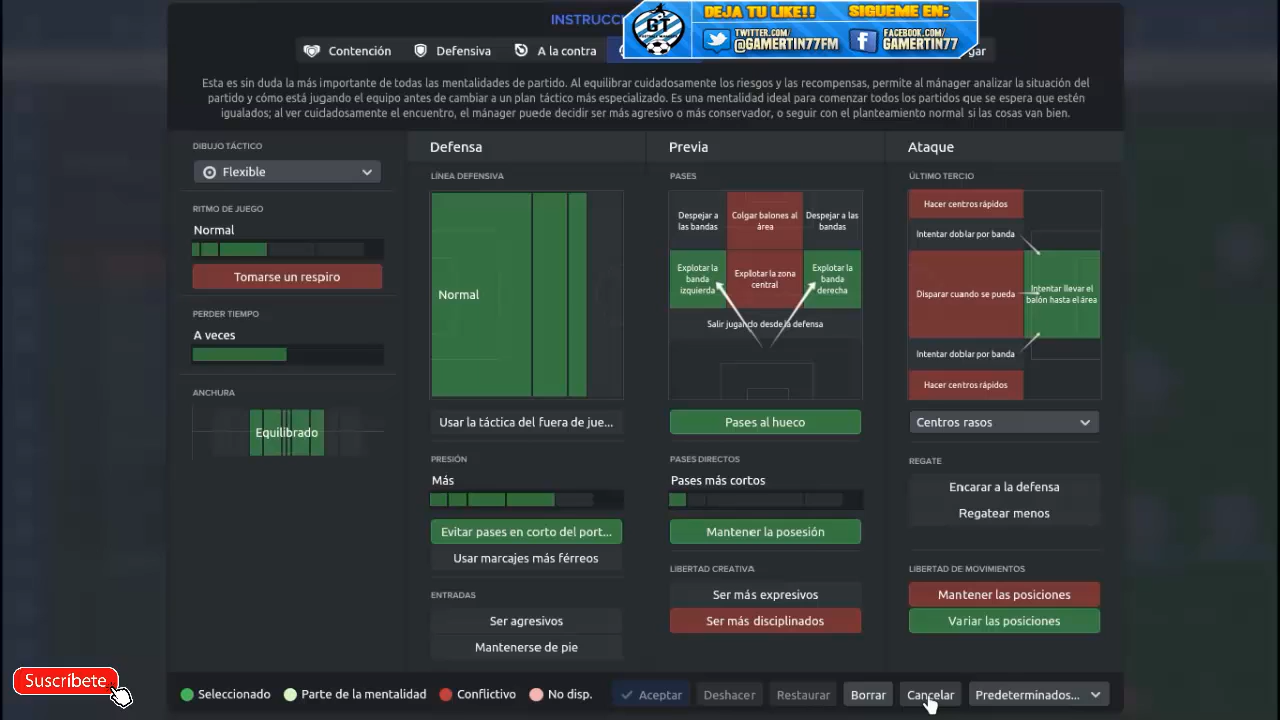 INSTRUCCI
DEJA TU LIKE!!
SIGUEME EN:
GT
TWITTER.COM/
@GAMERTIN77FM
FACEBOOK.COM/
GAMERTIN77
Contención
Defensiva
A la contra
gar
Esta es sin duda la más importante de todas las mentalidades de partido. Al equilibrar cuidadosamente los riesgos y las recompensas, permite al mánager analizar la situación del
partido y cómo está jugando el equipo antes de cambiar a un plan táctico más especializado. Es una mentalidad ideal para comenzar todos los partidos que se espera que estén
igualados; al ver cuidadosamente el encuentro, el mánager puede decidir ser más agresivo o más conservador, o seguir con el planteamiento normal si las cosas van bien.
DIBUJO TÁCTICO
Flexible
RITMO DE JUEGO
Normal
Tomarse un respiro
PERDER TIEMPO
A veces
ANCHURA
Equilibrado
Defensa
LÍNEA DEFENSIVA
Normal
Usar la táctica del fuera de jue...
PRESIÓN
Más
Evitar pases en corto del port...
Usar marcajes más férreos
ENTRADAS
Ser agresivos
Mantenerse de pie
Previa
PASES
Despejar a
las bandas
Colgar balones al
área
Despejar a las
bandas
Explotar la
banda
izquierda
Explotar la zona
central
Explotar la
banda
derecha
Salir jugando desde la defensa
Pases al hueco
PASES DIRECTOS
Pases más cortos
Mantener la posesión
LIBERTAD CREATIVA
Ser más expresivos
Ser más disciplinados
Ataque
ÚLTIMO TERCIO
Hacer centros rápidos
Intentar doblar por banda
Disparar cuando se pueda
Intentar llevar el
balón hasta el área
Intentar doblar por banda
Hacer centros rápidos
Centros rasos
REGATE
Encarar a la defensa
Regatear menos
LIBERTAD DE MOVIMIENTOS
Mantener las posiciones
Variar las posiciones
Suscríbete
Seleccionado
Parte de la mentalidad
Conflictivo
No disp.
Aceptar
Deshacer
Restaurar
Borrar
Cancelar
Predeterminados...